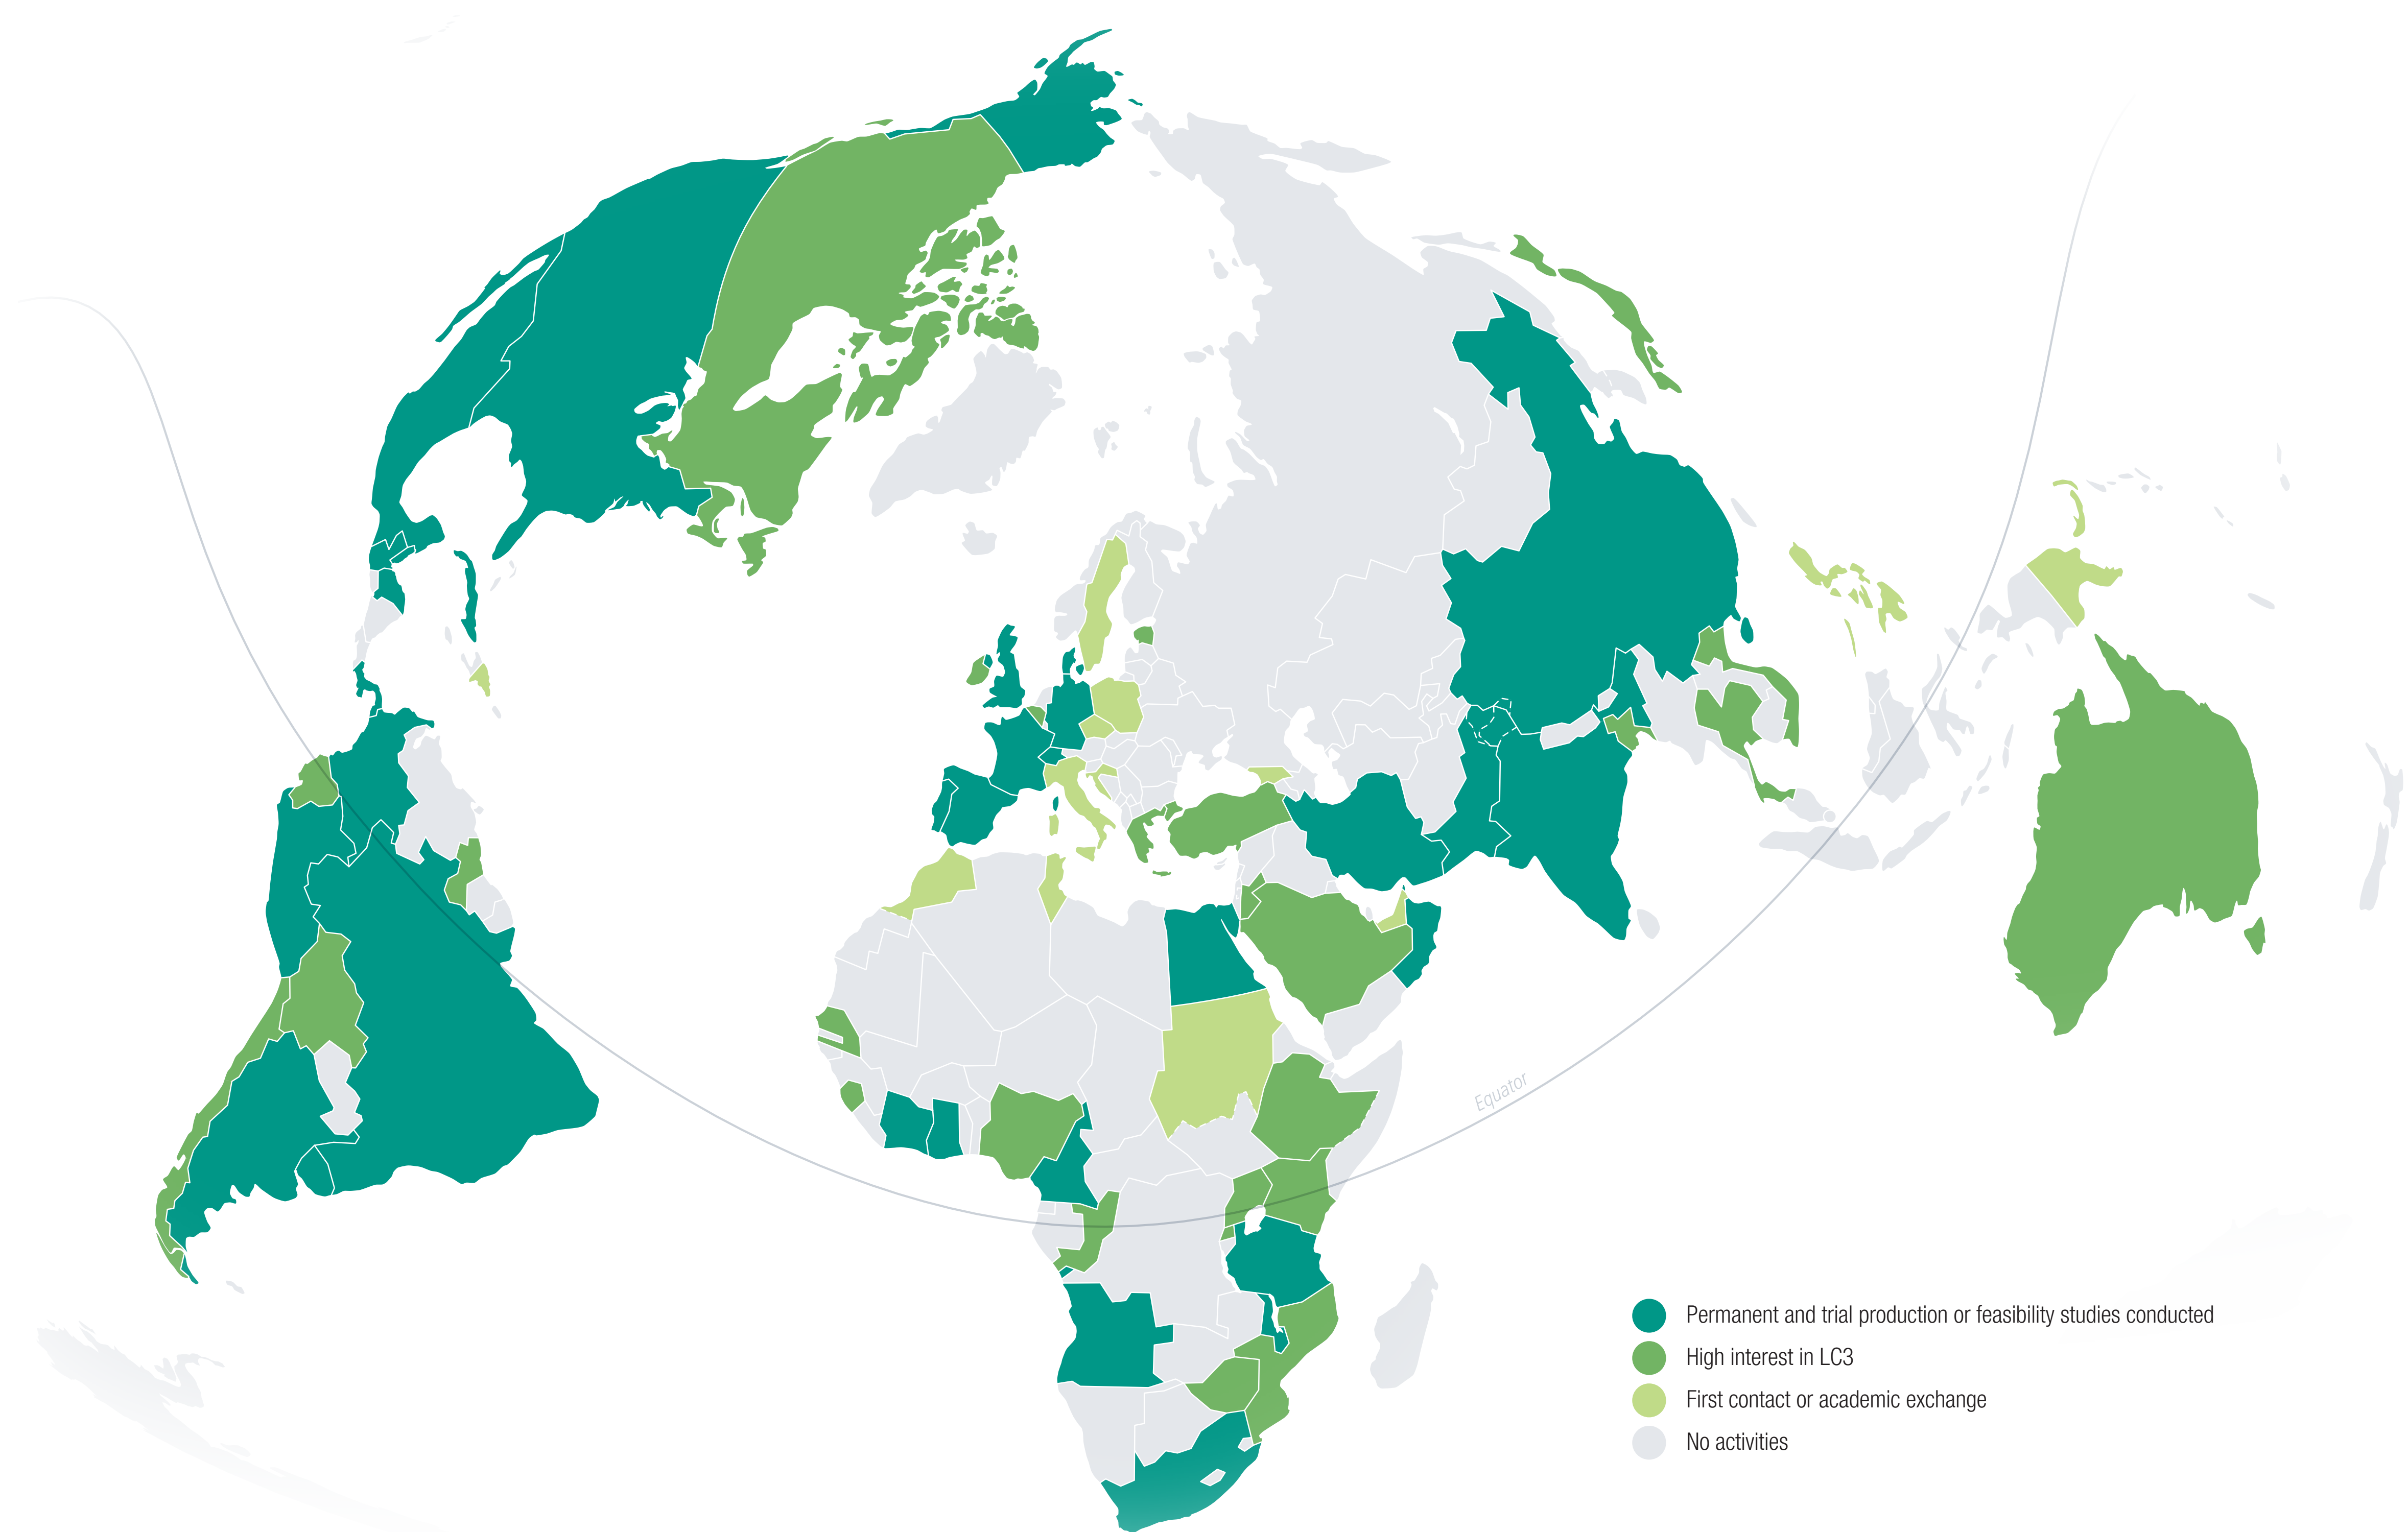 Equator
Permanent and trial production or feasibility studies conducted
High interest in LC3
First contact or academic exchange
No activities